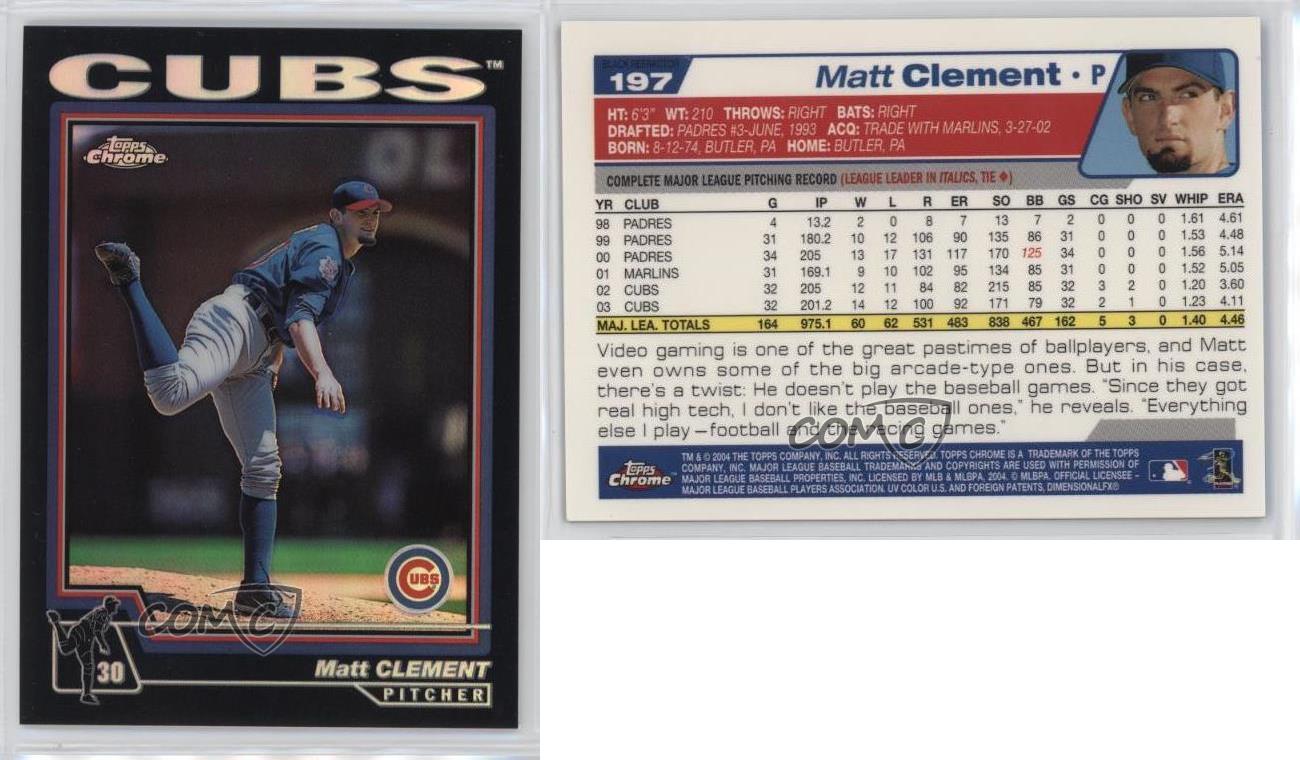 CUBS™
Topps
Chrome
CUBS
30
Matt CLEMENT
PITCHER
COMC
BLACK REFRACTOR
197
Matt Clement · P
HT: 6'3" WT: 210 THROWS: RIGHT BATS: RIGHT
DRAFTED: PADRES #3-JUNE, 1993 ACQ: TRADE WITH MARLINS, 3-27-02
BORN: 8-12-74, BUTLER, PA HOME: BUTLER, PA
COMPLETE MAJOR LEAGUE PITCHING RECORD (LEAGUE LEADER IN ITALICS, TIE ♦)
YR CLUB G IP W L R ER SO BB GS CG SHO SV WHIP ERA
98 PADRES 4 13.2 2 0 8 7 13 7 2 0 0 0 1.61 4.61
99 PADRES 31 180.2 10 12 106 90 135 86 31 0 0 0 1.53 4.48
00 PADRES 34 205 13 17 131 117 170 125 34 0 0 0 1.56 5.14
01 MARLINS 31 169.1 9 10 102 95 134 85 31 0 0 0 1.52 5.05
02 CUBS 32 205 12 11 84 82 215 85 32 3 2 0 1.20 3.60
03 CUBS 32 201.2 14 12 100 92 171 79 32 2 1 0 1.23 4.11
MAJ. LEA. TOTALS 164 975.1 60 62 531 483 838 467 162 5 3 0 1.40 4.46
Video gaming is one of the great pastimes of ballplayers, and Matt
even owns some of the big arcade-type ones. But in his case,
there's a twist: He doesn't play the baseball games. "Since they got
real high tech, I don't like the baseball ones," he reveals. "Everything
else I play – football and the racing games."
COMC
Topps
Chrome™
TM & © 2004 THE TOPPS COMPANY, INC. ALL RIGHTS RESERVED. TOPPS CHROME IS A TRADEMARK OF THE TOPPS
COMPANY, INC. MAJOR LEAGUE BASEBALL TRADEMARKS AND COPYRIGHTS ARE USED WITH PERMISSION OF
MAJOR LEAGUE BASEBALL PROPERTIES, INC. LICENSED BY MLB & MLBPA, 2004. © MLBPA. OFFICIAL LICENSEE –
MAJOR LEAGUE BASEBALL PLAYERS ASSOCIATION. UV COLOR U.S. AND FOREIGN PATENTS, DIMENSIONALFX®